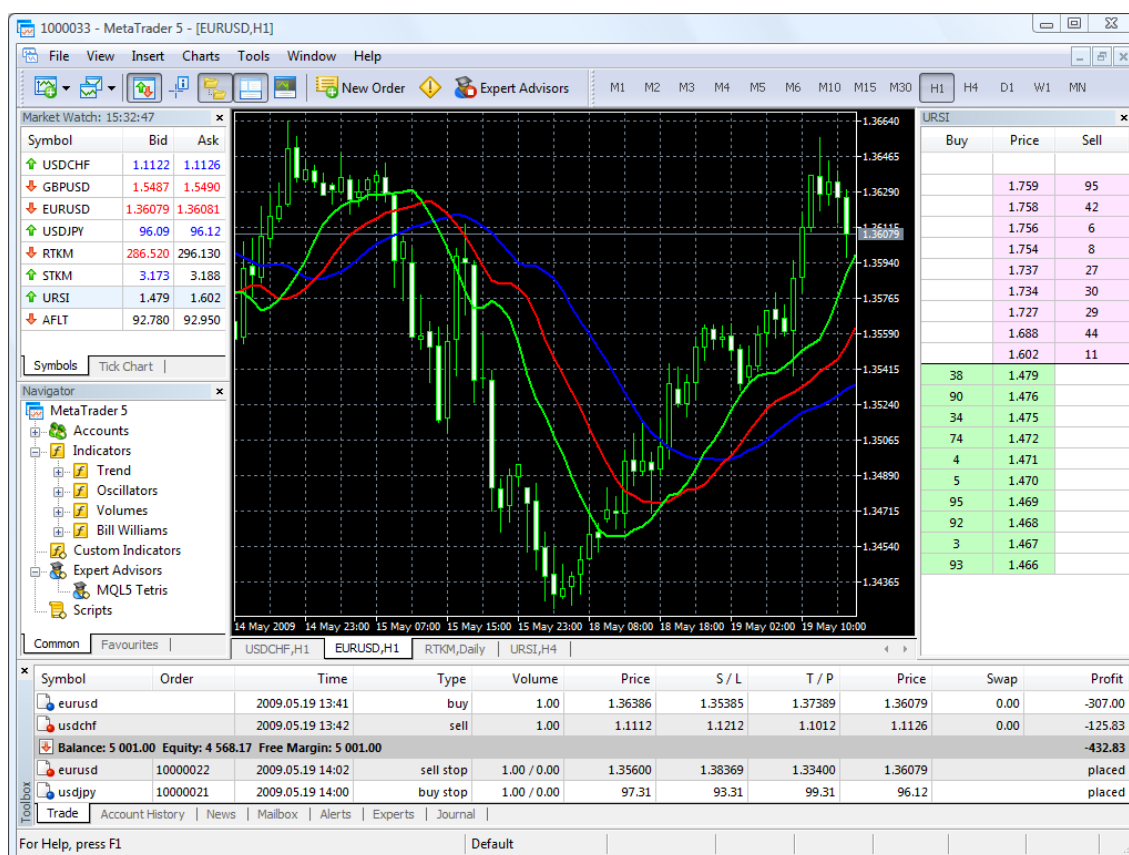 1000033 - MetaTrader 5 - [EURUSD,H1]
File View Insert Charts Tools Window Help
New Order Expert Advisors M1 M2 M3 M4 M5 M6 M10 M15 M30 H1 H4 D1 W1 MN
Market Watch: 15:32:47
Symbol Bid Ask
USDCHF 1.1122 1.1126
GBPUSD 1.5487 1.5490
EURUSD 1.36079 1.36081
USDJPY 96.09 96.12
RTKM 286.520 296.130
STKM 3.173 3.188
URSI 1.479 1.602
AFLT 92.780 92.950
Symbols Tick Chart
Navigator
MetaTrader 5
Accounts
Indicators
Trend
Oscillators
Volumes
Bill Williams
Custom Indicators
Expert Advisors
MQL5 Tetris
Scripts
Common Favourites
1.36640
1.36465
1.36290
1.36115
1.36079
1.35940
1.35765
1.35590
1.35415
1.35240
1.35065
1.34890
1.34715
1.34540
1.34365
14 May 2009 14 May 23:00 15 May 07:00 15 May 15:00 15 May 23:00 18 May 08:00 18 May 18:00 19 May 02:00 19 May 10:00
USDCHF,H1 EURUSD,H1 RTKM,Daily URSI,H4
URSI
Buy Price Sell
1.759 95
1.758 42
1.756 6
1.754 8
1.737 27
1.734 30
1.727 29
1.688 44
1.602 11
38 1.479
90 1.476
34 1.475
74 1.472
4 1.471
5 1.470
95 1.469
92 1.468
3 1.467
93 1.466
Symbol Order Time Type Volume Price S / L T / P Price Swap Profit
eurusd 2009.05.19 13:41 buy 1.00 1.36386 1.35385 1.37389 1.36079 0.00 -307.00
usdchf 2009.05.19 13:42 sell 1.00 1.1112 1.1212 1.1012 1.1126 0.00 -125.83
Balance: 5 001.00 Equity: 4 568.17 Free Margin: 5 001.00 -432.83
eurusd 10000022 2009.05.19 14:02 sell stop 1.00 / 0.00 1.35600 1.38369 1.33400 1.36079 placed
usdjpy 10000021 2009.05.19 14:00 buy stop 1.00 / 0.00 97.31 93.31 99.31 96.12 placed
Toolbox
Trade Account History News Mailbox Alerts Experts Journal
For Help, press F1 Default